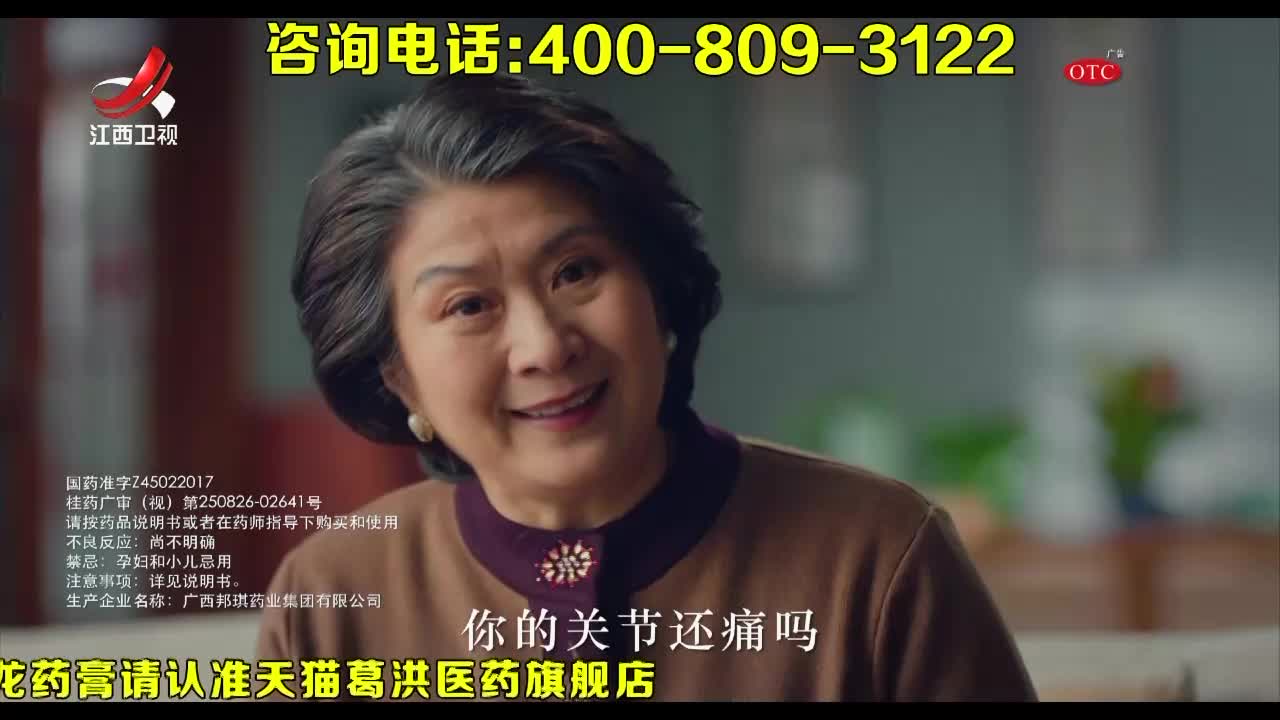 咨询电话:400-809-3122
广告
OTC
江西卫视
国药准字Z45022017
桂药广审（视）第250826-02641号
请按药品说明书或者在药师指导下购买和使用
不良反应：尚不明确
禁忌：孕妇和小儿忌用
注意事项：详见说明书。
生产企业名称：广西邦琪药业集团有限公司
你的关节还痛吗
龙药膏请认准天猫葛洪医药旗舰店